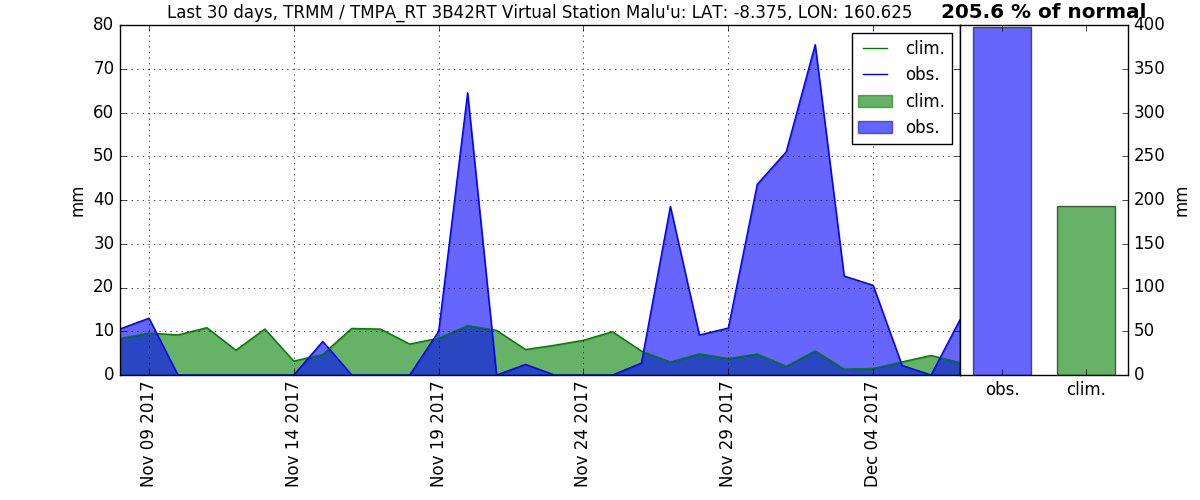 Last 30 days, TRMM / TMPA_RT 3B42RT Virtual Station Malu'u: LAT: -8.375, LON: 160.625
205.6 % of normal
80
70
60
50
40
30
20
10
0
mm
clim.
obs.
clim.
obs.
400
350
300
250
200
150
100
50
0
mm
Nov 09 2017
Nov 14 2017
Nov 19 2017
Nov 24 2017
Nov 29 2017
Dec 04 2017
obs.
clim.